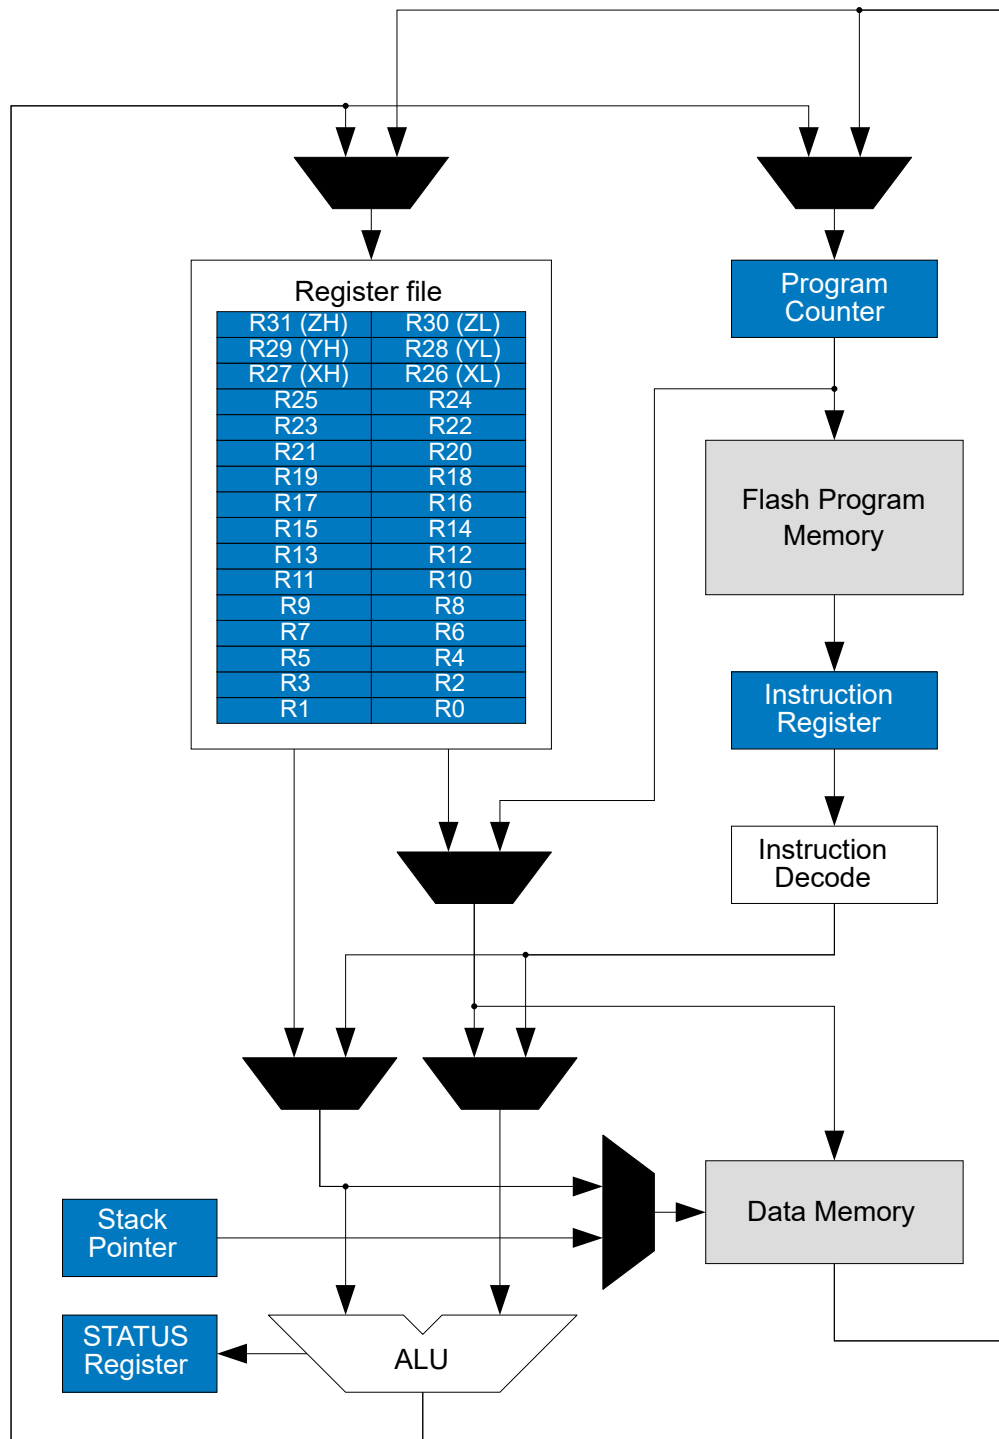 Register file
R31 (ZH) R30 (ZL)
R29 (YH) R28 (YL)
R27 (XH) R26 (XL)
R25 R24
R23 R22
R21 R20
R19 R18
R17 R16
R15 R14
R13 R12
R11 R10
R9 R8
R7 R6
R5 R4
R3 R2
R1 R0
Program
Counter
Flash Program
Memory
Instruction
Register
Instruction
Decode
Data Memory
Stack
Pointer
STATUS
Register
ALU